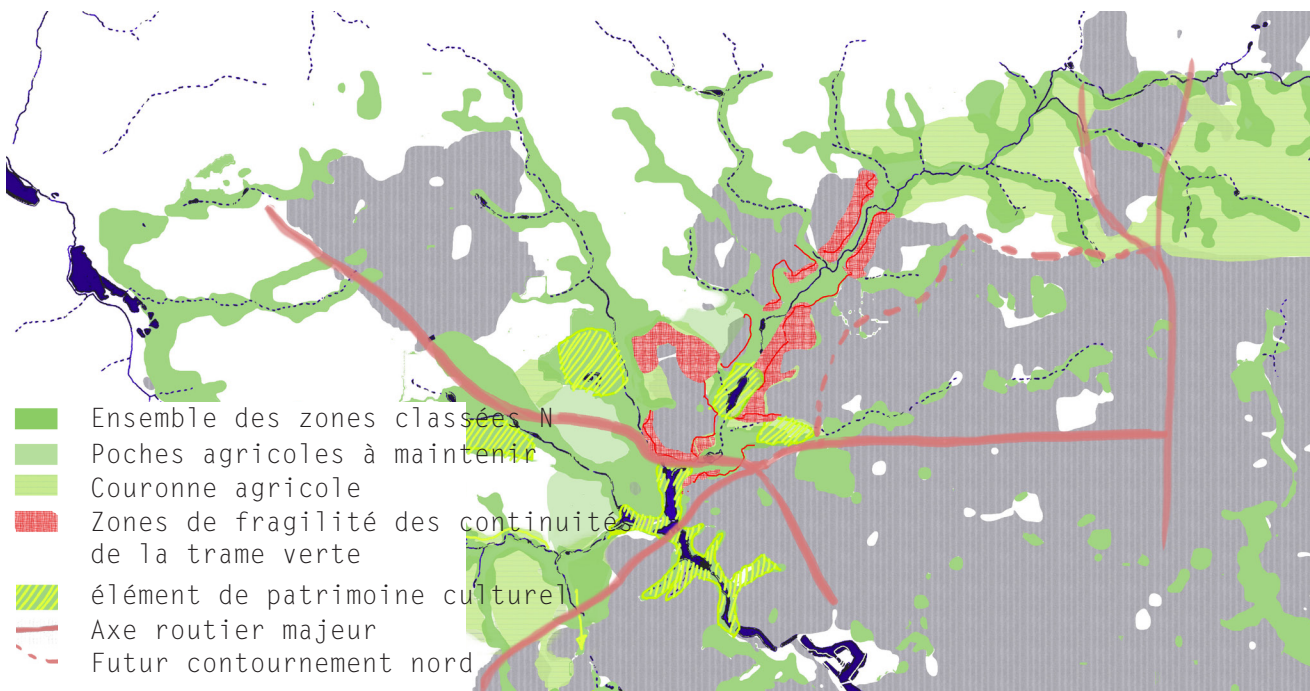 Ensemble des zones classées N
Poches agricoles à maintenir
Couronne agricole
Zones de fragilité des continuités
de la trame verte
élément de patrimoine culturel
Axe routier majeur
Futur contournement nord